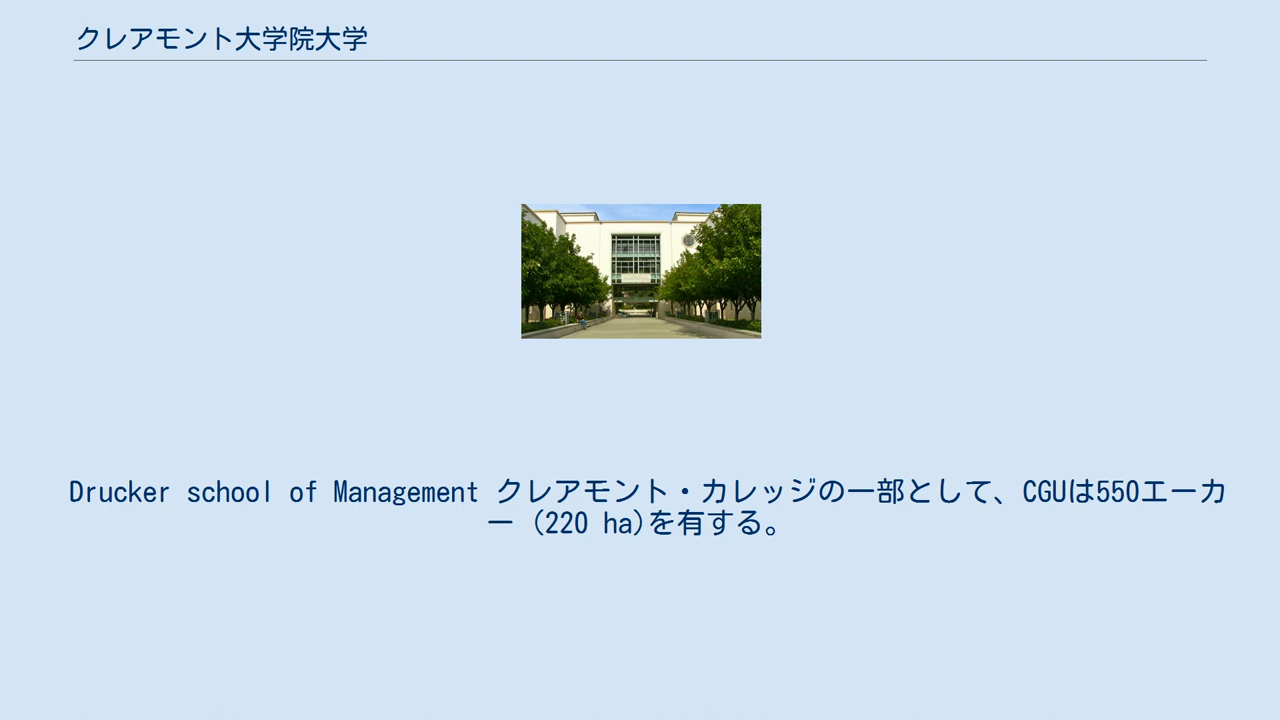 クレアモント大学院大学
Drucker school of Management クレアモント・カレッジの一部として、CGUは550エーカ
ー (220 ha)を有する。